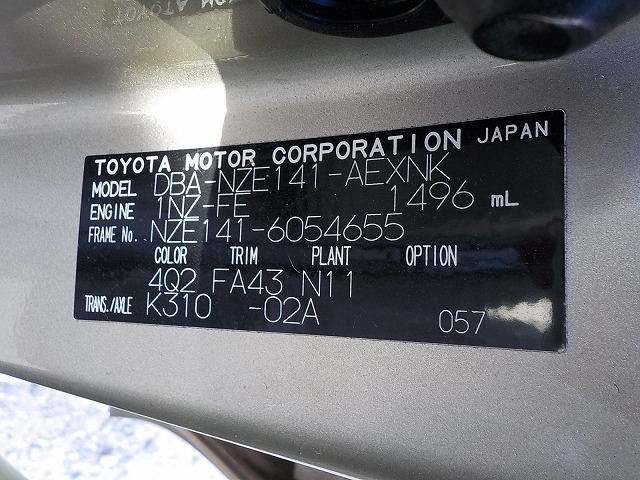 TOYOTA MOTOR CORPORATION JAPAN
MODEL DBA-NZE141-AEXNK
ENGINE 1NZ-FE 1496 mL
FRAME No. NZE141-6054655
COLOR TRIM PLANT OPTION
4Q2 FA43 N11
TRANS./AXLE K310 -02A
057